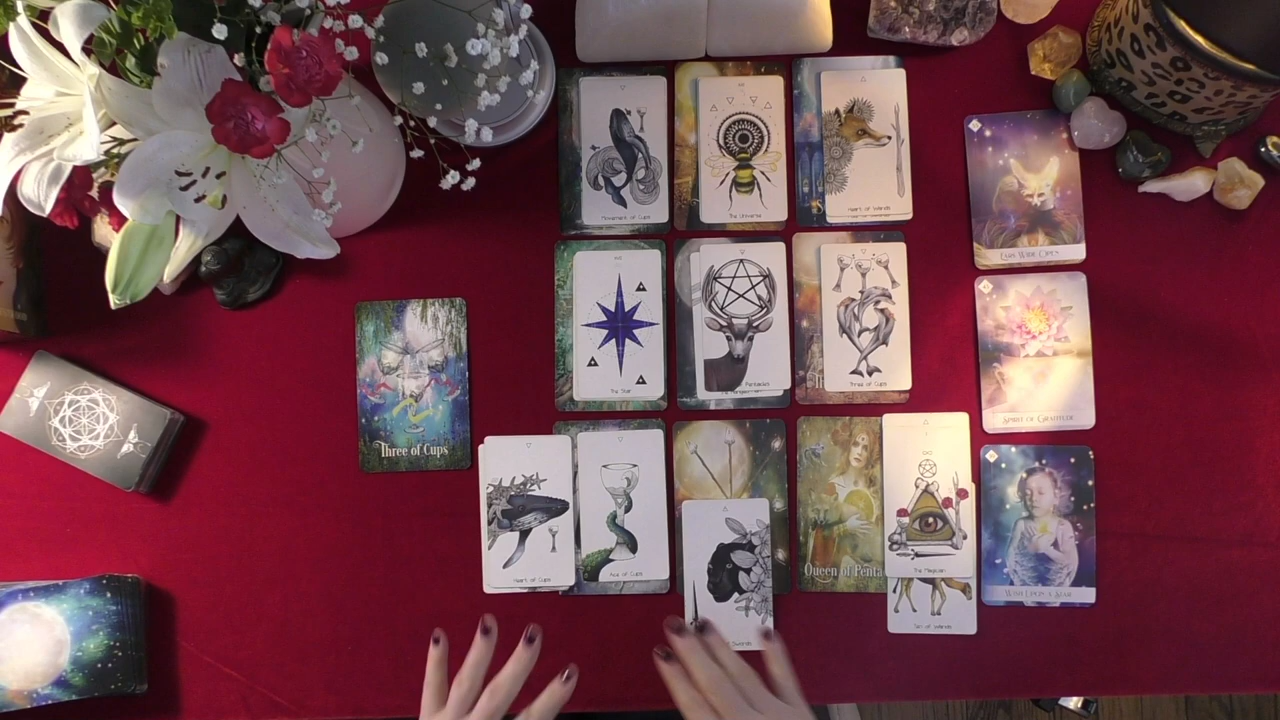 Movement of Cups
The Universe
Heart of Wands
Ears Wide Open
The Star
Pentacles
Three of Cups
Spirit of Gratitude
Three of Cups
Heart of Cups
Ace of Cups
Swords
Queen of Penta
The Magician
Ten of Wands
Wish Upon a Star